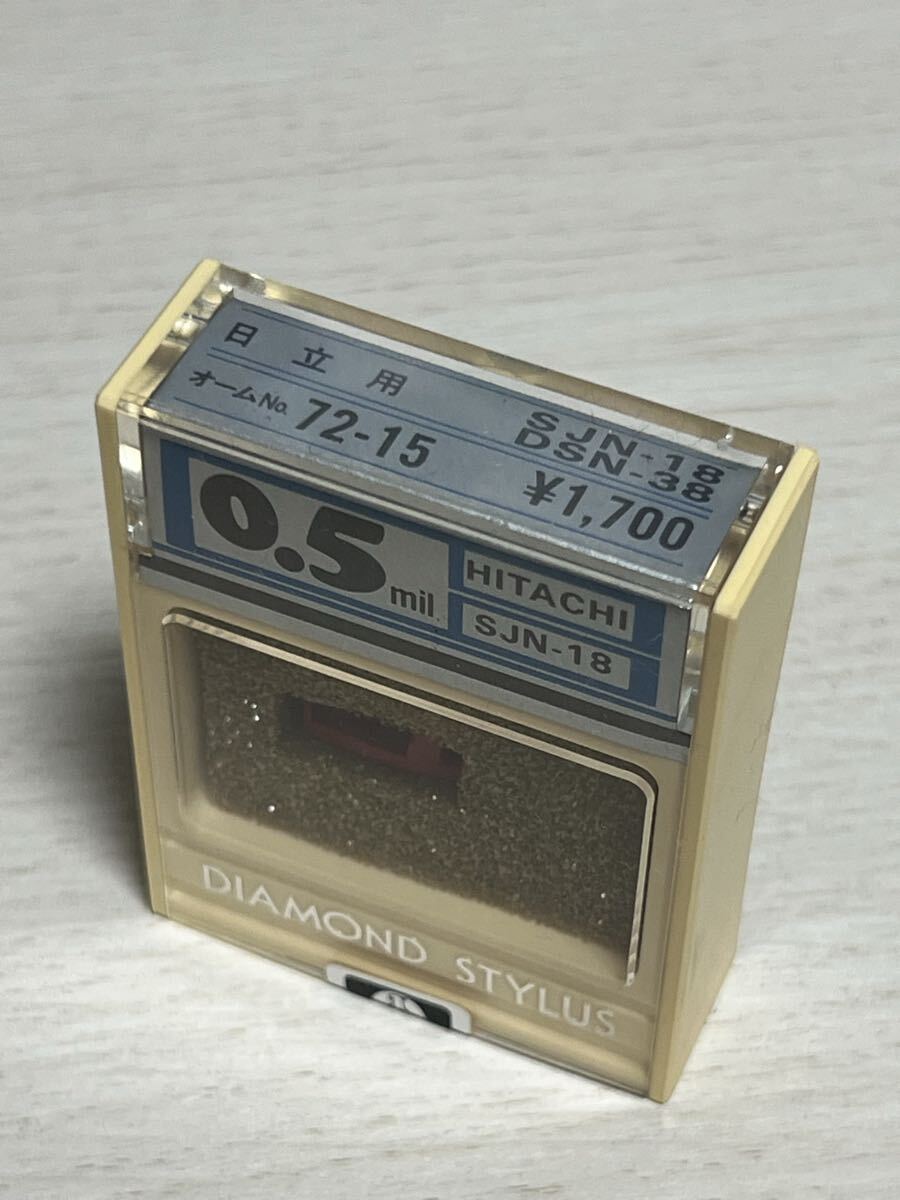 日立用 SJN-18
DSN-38
オームNo. 72-15 ¥1,700
0.5 mil
HITACHI
SJN-18
DIAMOND STYLUS